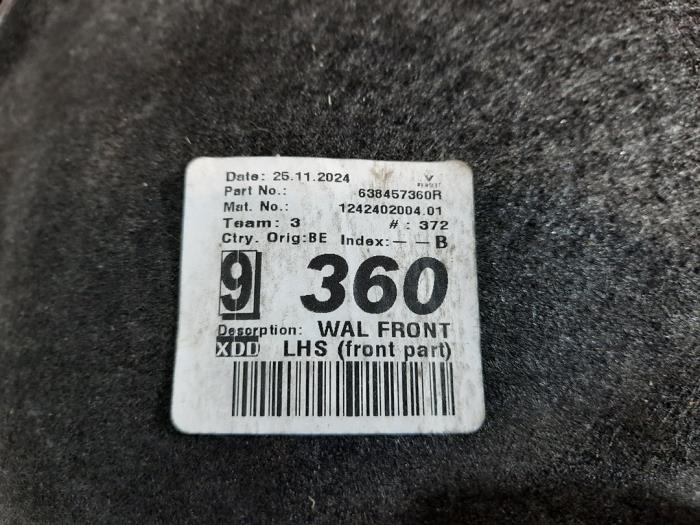 Date: 25.11.2024
RENAULT
Part No.: 638457360R
Mat. No.: 1242402004.01
Team: 3 #: 372
Ctry. Orig:BE Index: - - B
9 360
Desorption: WAL FRONT
XDD LHS (front part)